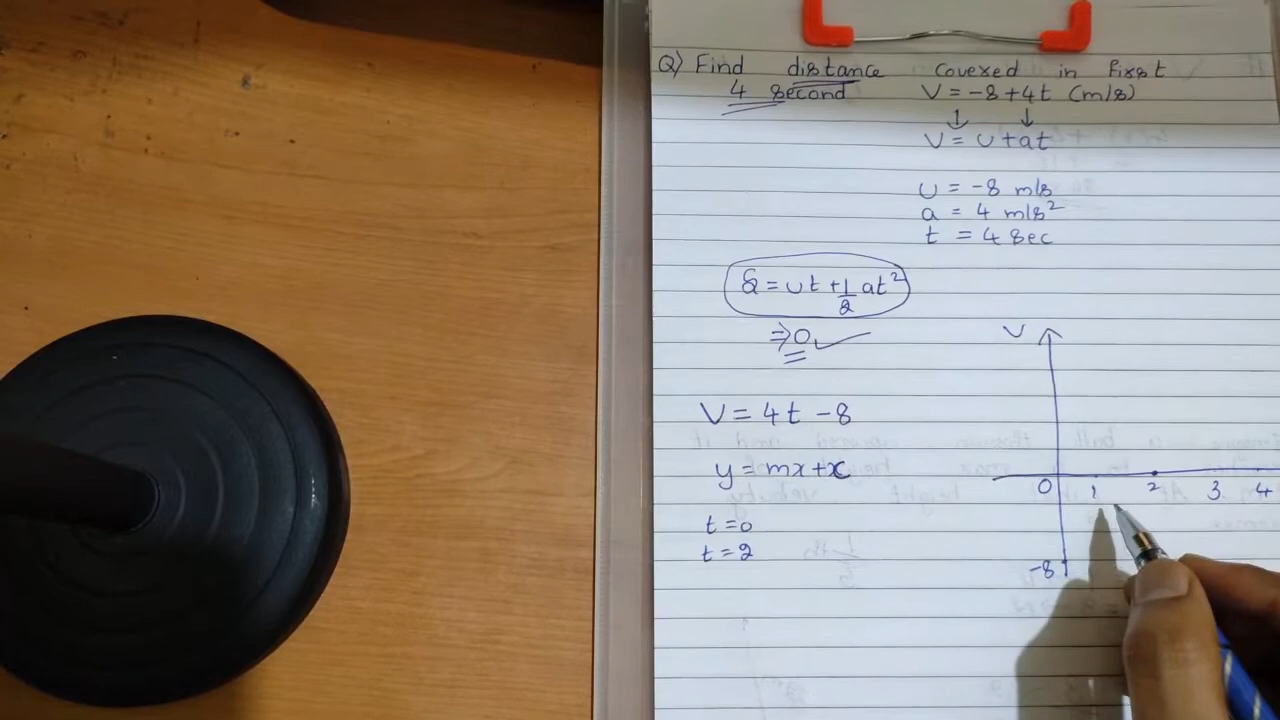 Q) Find distance covered in first
4 second V = -8+4t (m/s)
↓ ↓
V = u+at
u = -8 m/s
a = 4 m/s²
t = 4 sec
S = ut + 1/2 at²
⇒ 0 ✓
V
V = 4t - 8
y = mx+c
0 1 2 3 4
t = 0
t = 2
-8